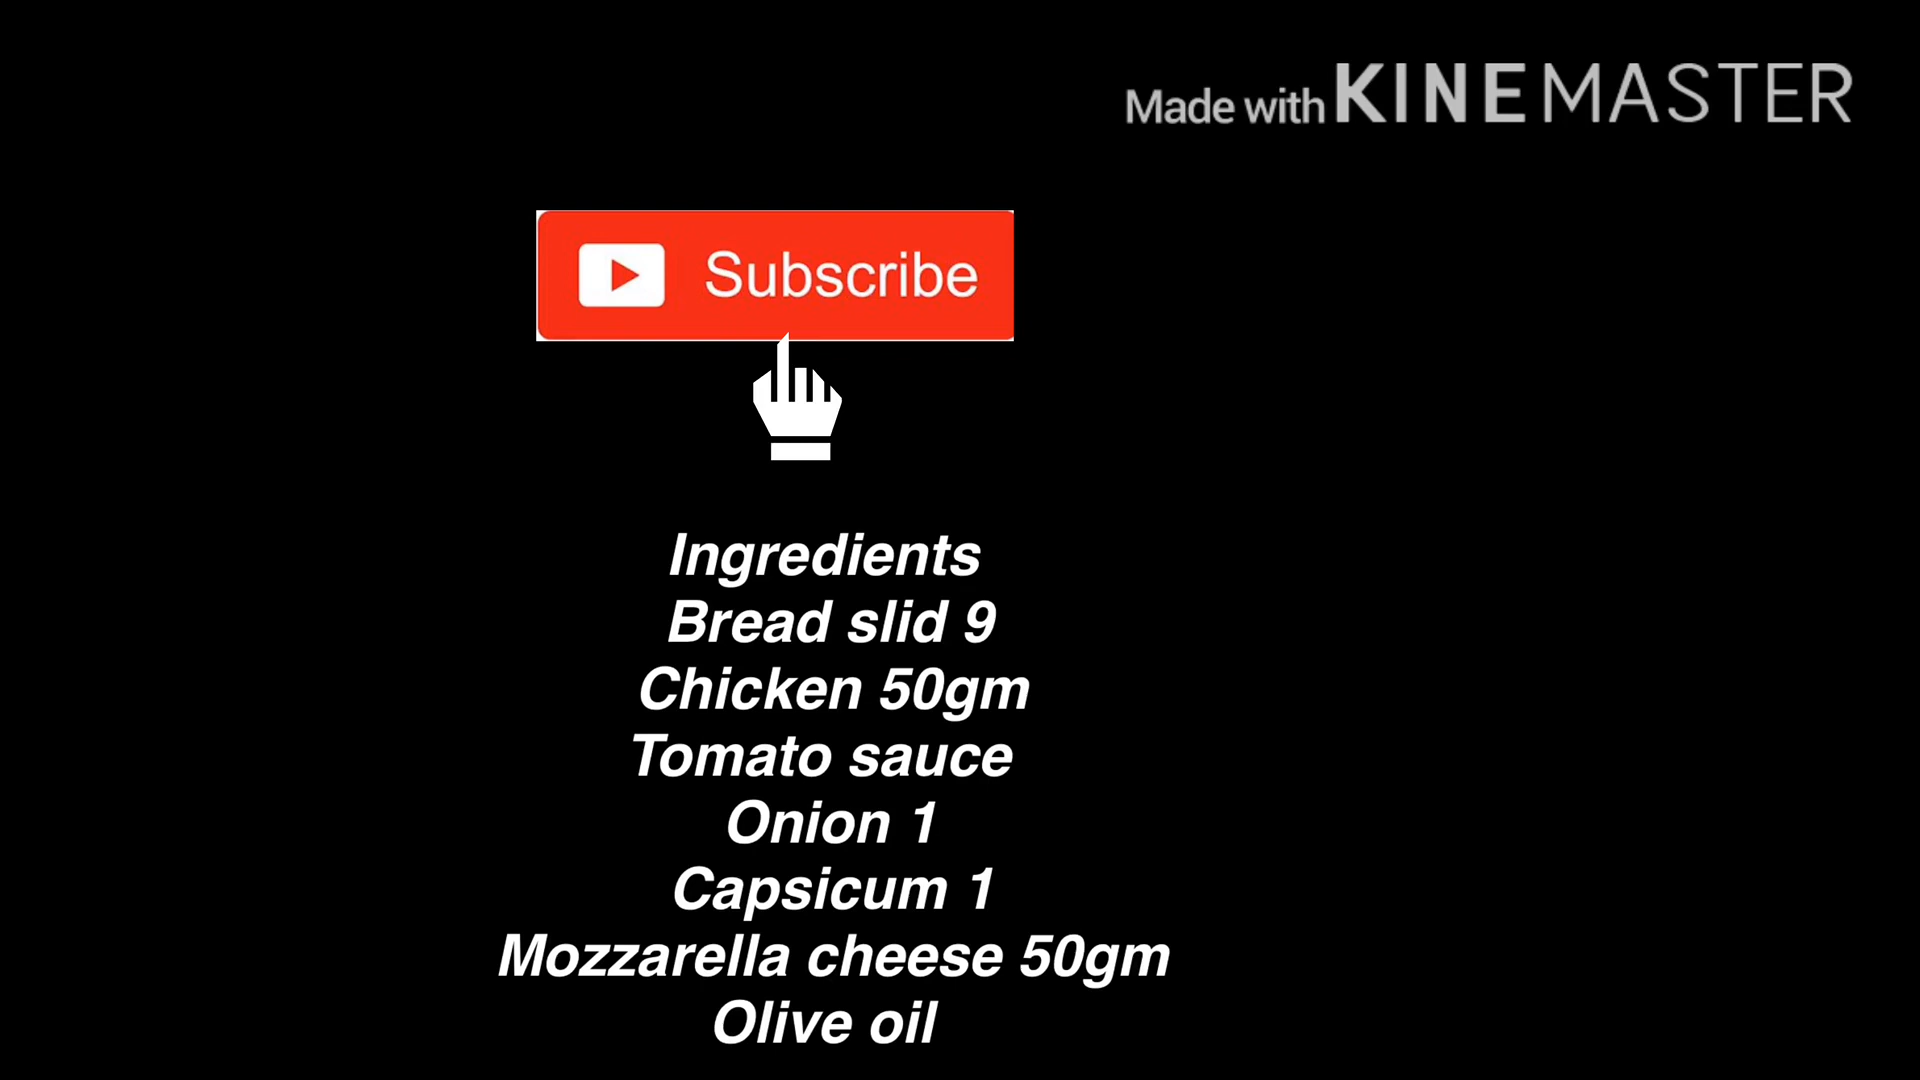 Made with KINEMASTER
Subscribe
Ingredients
Bread slid 9
Chicken 50gm
Tomato sauce
Onion 1
Capsicum 1
Mozzarella cheese 50gm
Olive oil